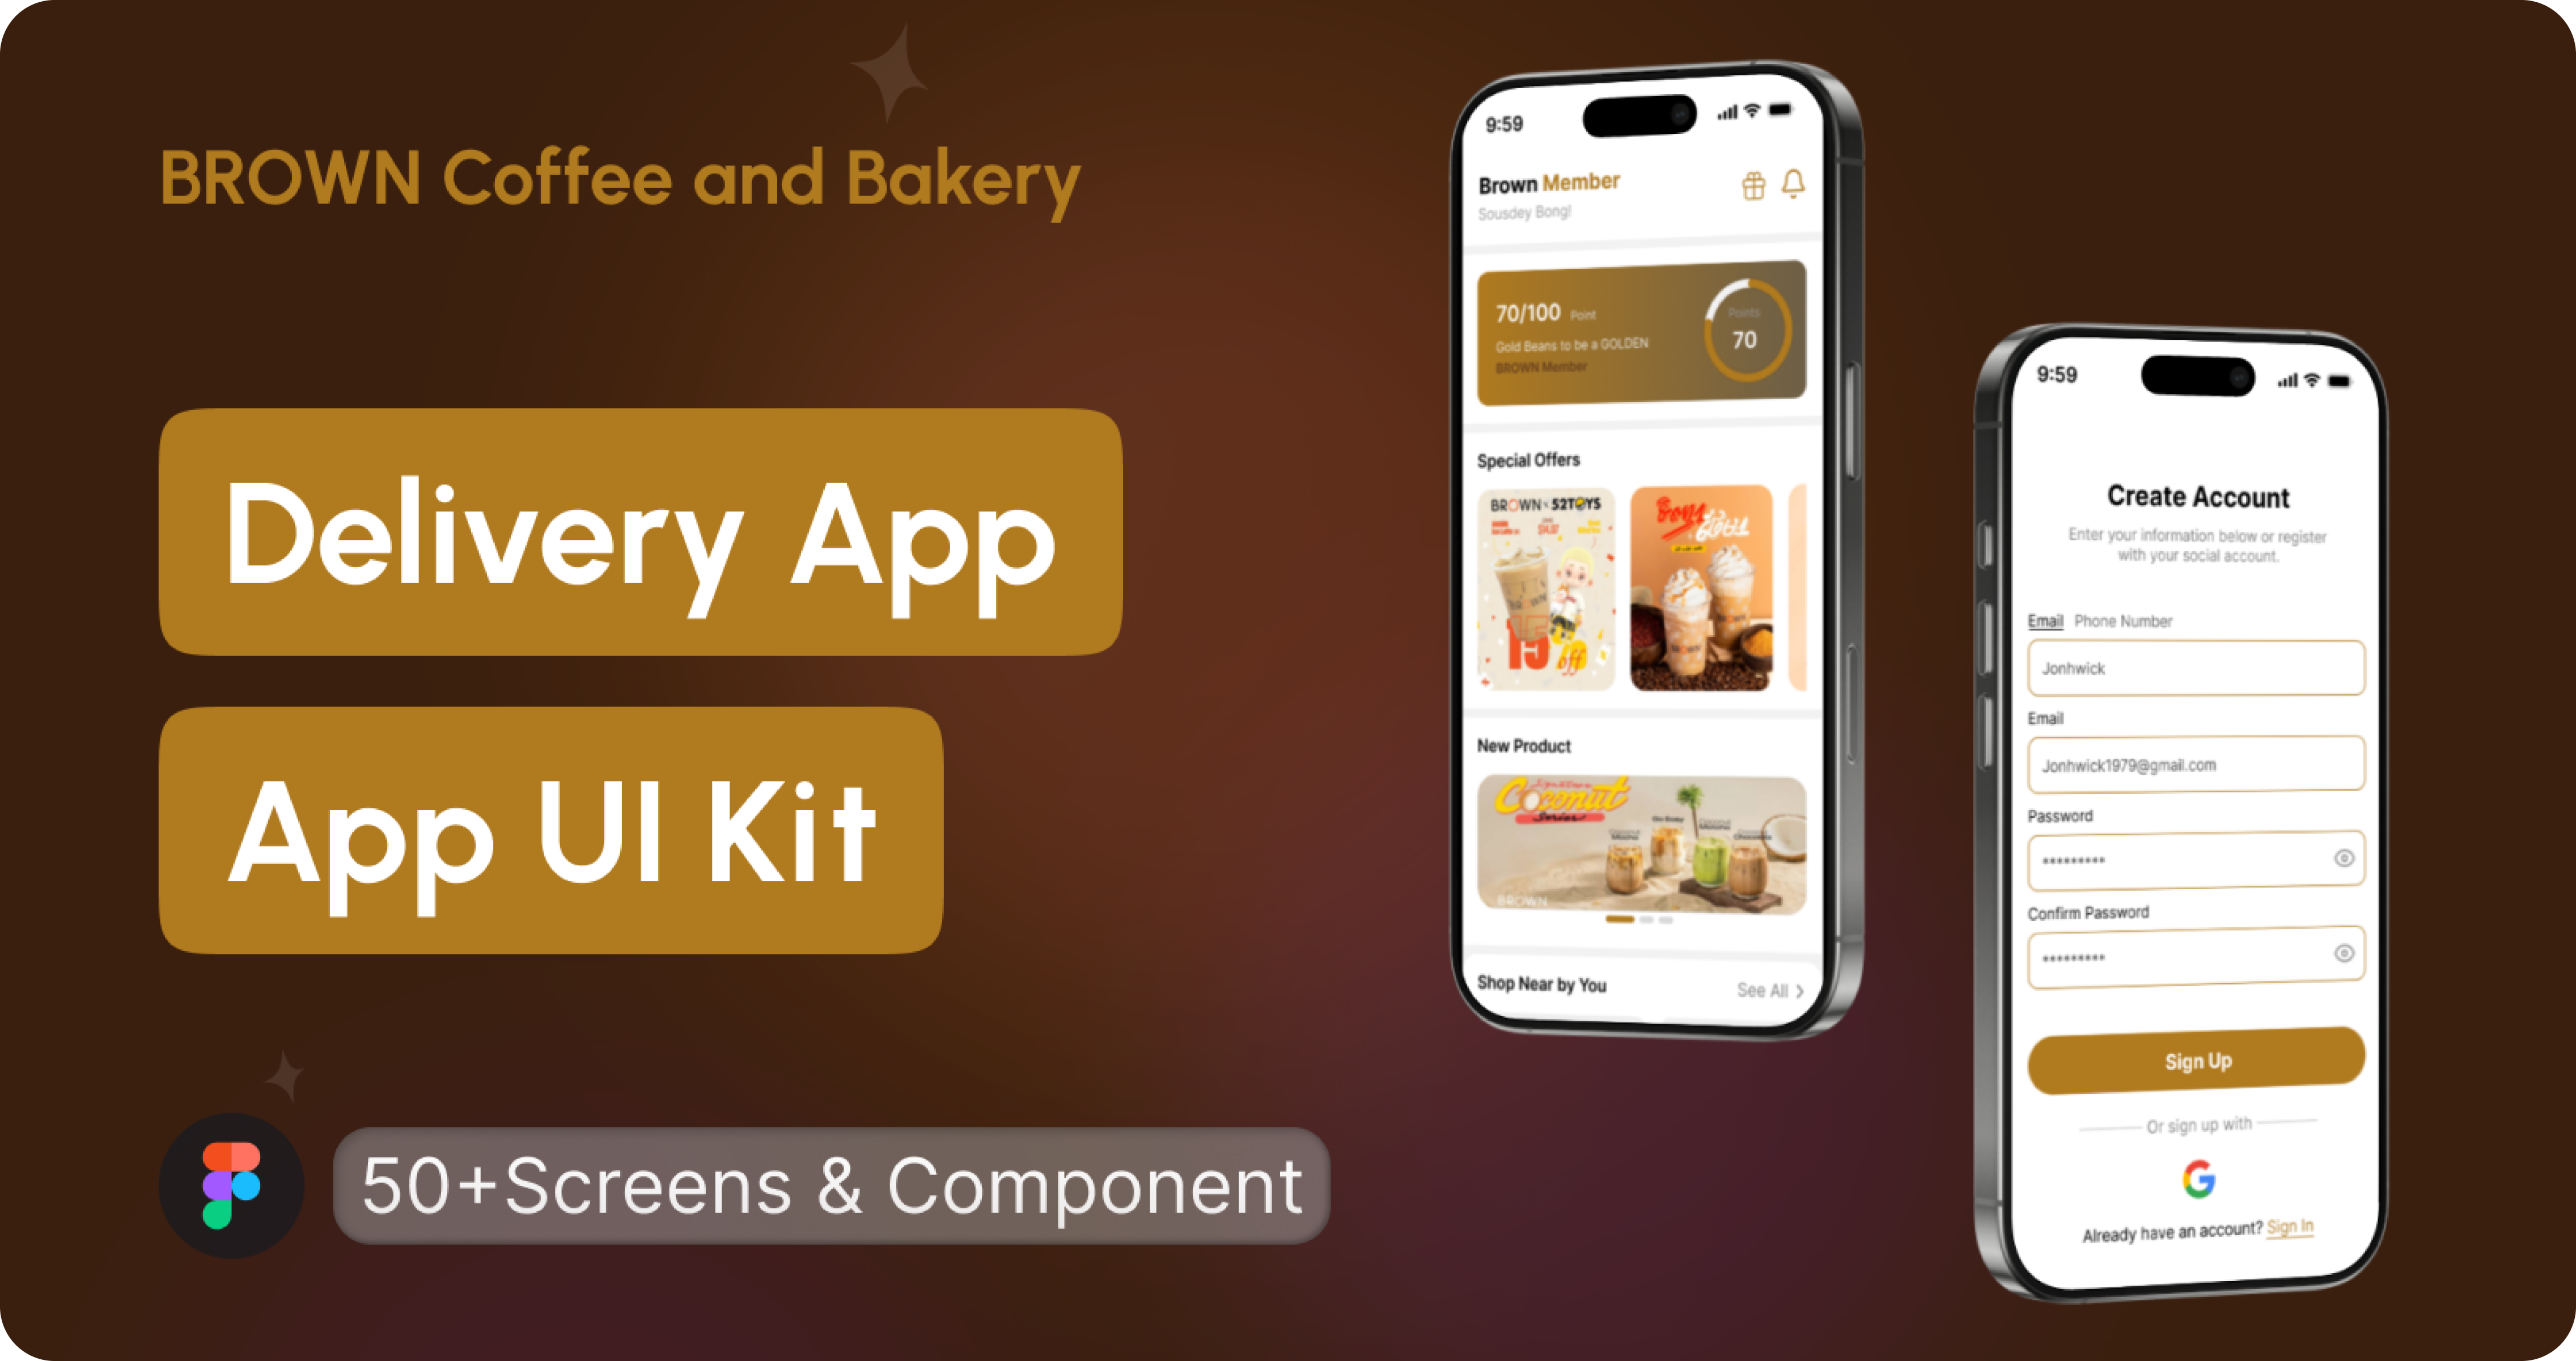 BROWN Coffee and Bakery
Delivery App
App UI Kit
50+Screens & Component
9:59
Brown Member
Sousdey Bong!
70/100 Point
Gold Beans to be a GOLDEN
BROWN Member
Points
70
Special Offers
BROWN × 52TOYS
15
off
BROWN
New Product
Coconut
Series
BROWN
Shop Near by You
See All
9:59
Create Account
Enter your information below or register
with your social account.
Email Phone Number
Jonhwick
Email
Jonhwick1979@gmail.com
Password
*********
Confirm Password
*********
Sign Up
Or sign up with
Already have an account? Sign In